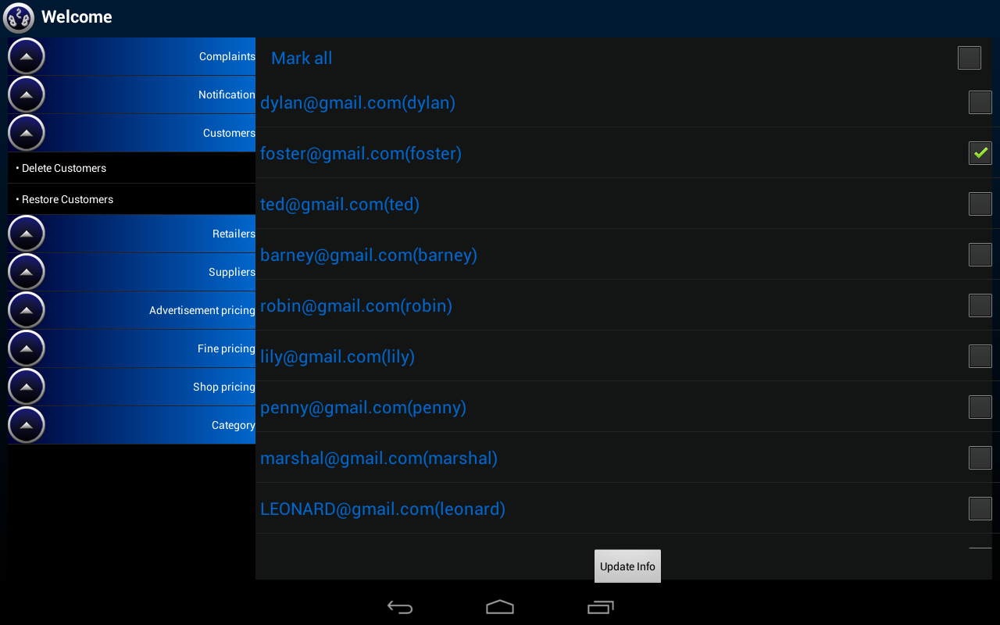 Welcome
Complaints
Notification
Customers
• Delete Customers
• Restore Customers
Retailers
Suppliers
Advertisement pricing
Fine pricing
Shop pricing
Category
Mark all
dylan@gmail.com(dylan)
foster@gmail.com(foster)
ted@gmail.com(ted)
barney@gmail.com(barney)
robin@gmail.com(robin)
lily@gmail.com(lily)
penny@gmail.com(penny)
marshal@gmail.com(marshal)
LEONARD@gmail.com(leonard)
Update Info